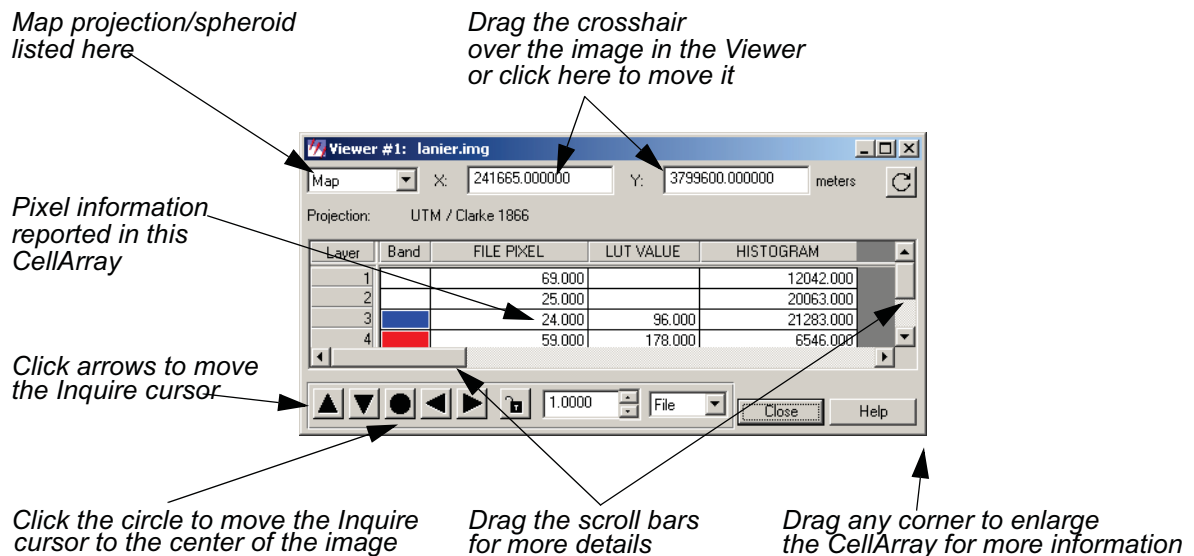 Map projection/spheroid
listed here
Drag the crosshair
over the image in the Viewer
or click here to move it
Viewer #1: lanier.img
Map X: 241665.000000 Y: 3799600.000000 meters
Projection: UTM / Clarke 1866
Pixel information
reported in this
CellArray
Layer Band FILE PIXEL LUT VALUE HISTOGRAM
1 69.000 12042.000
2 25.000 20063.000
3 24.000 96.000 21283.000
4 59.000 178.000 6546.000
Click arrows to move
the Inquire cursor
1.0000 File Close Help
Click the circle to move the Inquire
cursor to the center of the image
Drag the scroll bars
for more details
Drag any corner to enlarge
the CellArray for more information